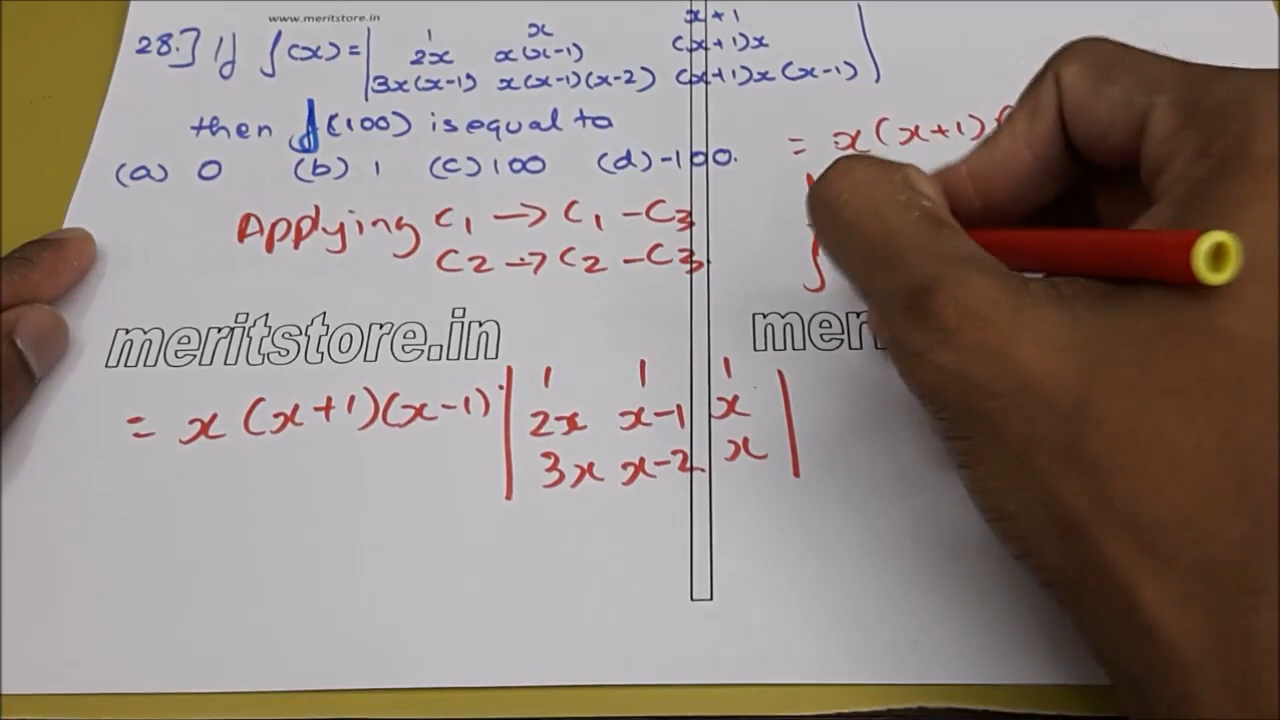 www.meritstore.in
28.] If f(x) = | 1 x x+1
2x x(x-1) (x+1)x
3x(x-1) x(x-1)(x-2) (x+1)x(x-1) |
then f(100) is equal to
(a) 0 (b) 1 (c) 100 (d) -100.
Applying C1 → C1 - C3
C2 → C2 - C3
meritstore.in
= x(x+1)(x-1) | 1 1 1
2x x-1 x
3x x-2 x |
= x(x+1)(
mer